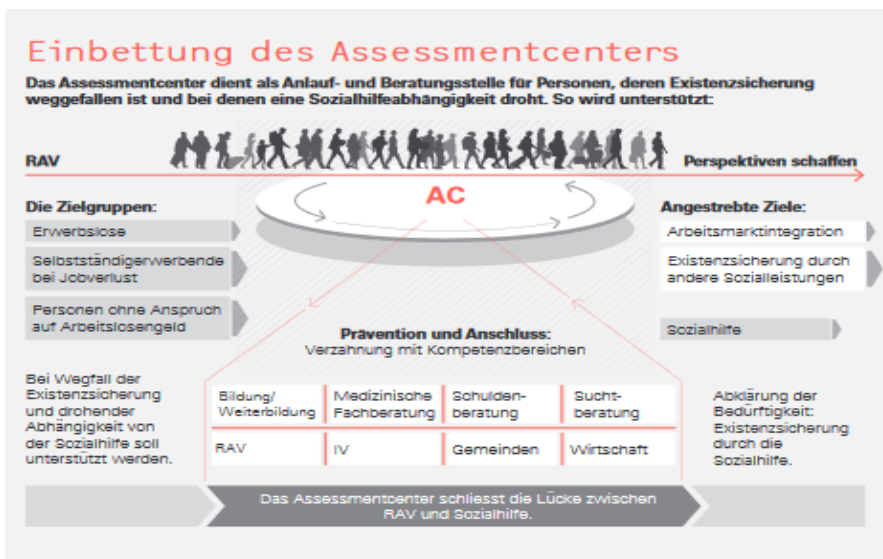 Einbettung des Assessmentcenters
Das Assessmentcenter dient als Anlauf- und Beratungsstelle für Personen, deren Existenzsicherung
weggefallen ist und bei denen eine Sozialhilfeabhängigkeit droht. So wird unterstützt:
RAV
Perspektiven schaffen
AC
Die Zielgruppen:
Erwerbslose
Selbstständigerwerbende
bei Jobverlust
Personen ohne Anspruch
auf Arbeitslosengeld
Angestrebte Ziele:
Arbeitsmarktintegration
Existenzsicherung durch
andere Sozialleistungen
Sozialhilfe
Prävention und Anschluss:
Verzahnung mit Kompetenzbereichen
Bei Wegfall der
Existenzsicherung
und drohender
Abhängigkeit von
der Sozialhilfe soll
unterstützt werden.
Bildung/
Weiterbildung
Medizinische
Fachberatung
Schulden-
beratung
Sucht-
beratung
RAV
IV
Gemeinden
Wirtschaft
Abklärung der
Bedürftigkeit:
Existenzsicherung
durch die
Sozialhilfe.
Das Assessmentcenter schliesst die Lücke zwischen
RAV und Sozialhilfe.